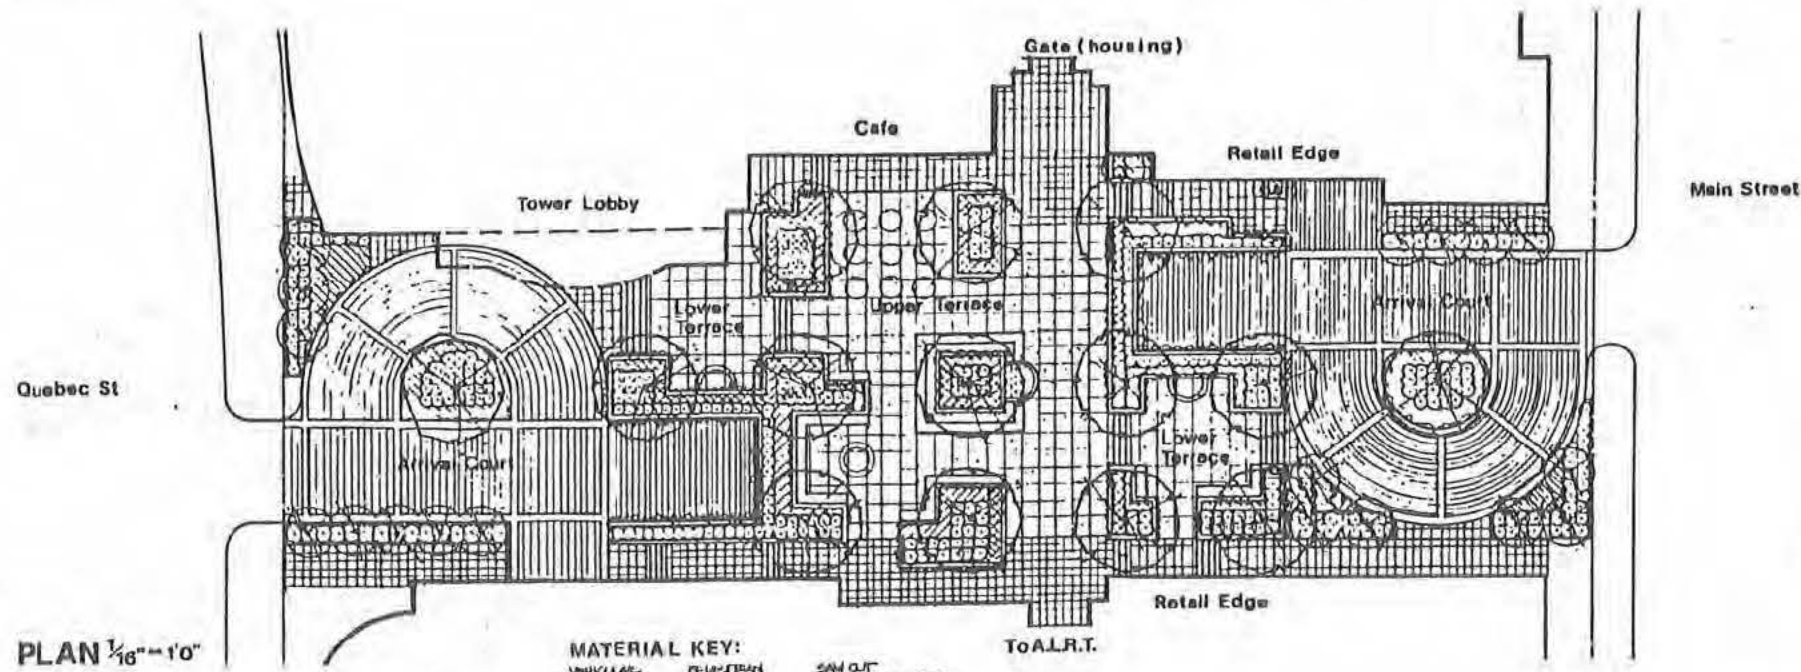 Gate (housing)
Cafe
Retail Edge
Main Street
Tower Lobby
Lower
Terrace
Upper Terrace
Arrival Court
Quebec St
Arrival Court
Lower
Terrace
Retail Edge
PLAN 1/16"=1'0"
MATERIAL KEY:
To A.L.R.T.